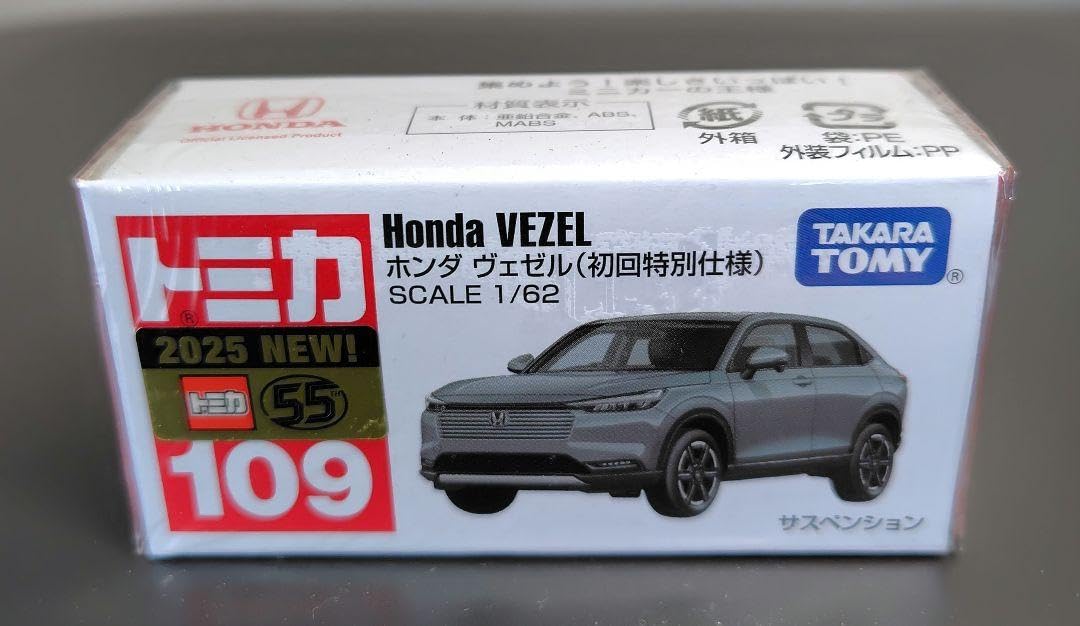 集めよう！楽しさいっぱい！
ミニカーの王様
HONDA
Official Licensed Product
材質表示
本 体：亜鉛合金、ABS、
MABS
紙
外箱
プラ
袋:PE
外装フィルム:PP
トミカ
®
Honda VEZEL
ホンダ ヴェゼル(初回特別仕様)
SCALE 1/62
TAKARA
TOMY
®
2025 NEW!
トミカ
55TH
109
サスペンション